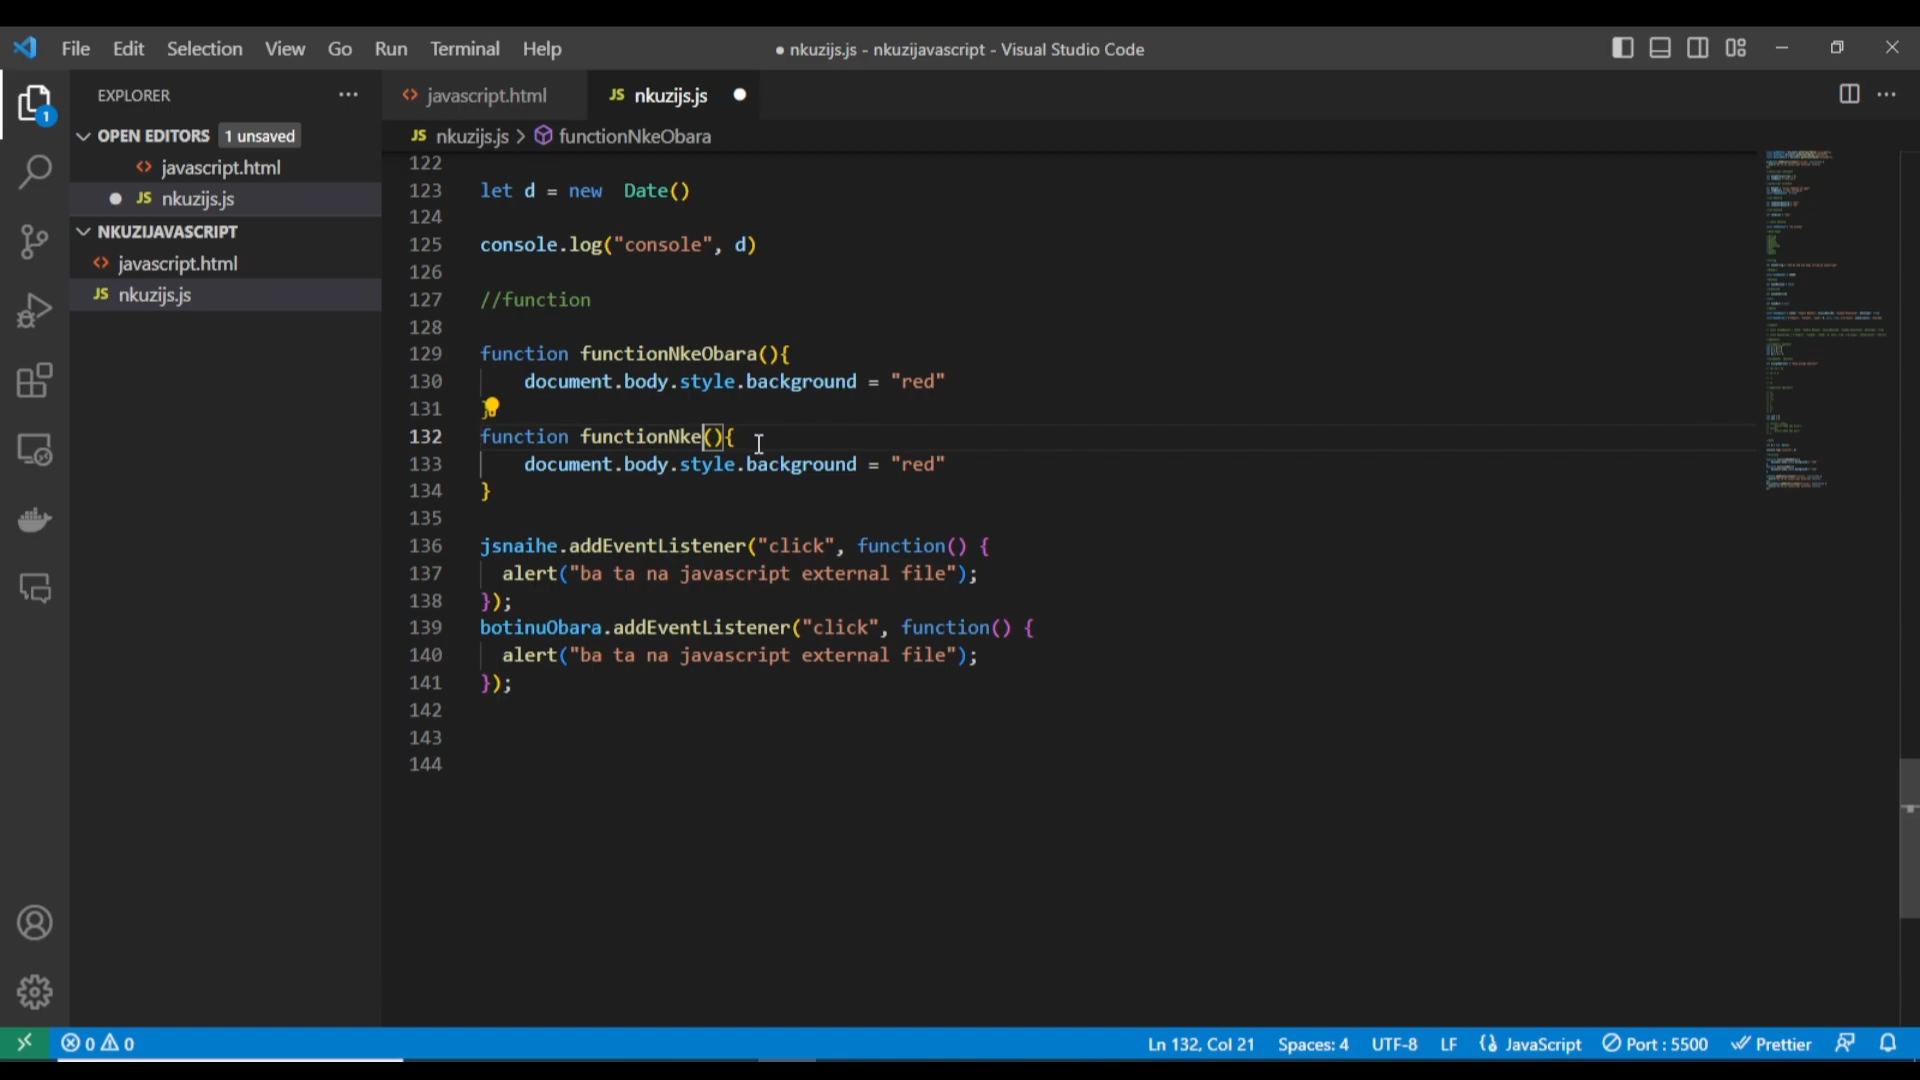 File Edit Selection View Go Run Terminal Help
● nkuzijs.js - nkuzijavascript - Visual Studio Code
EXPLORER
OPEN EDITORS 1 unsaved
javascript.html
JS nkuzijs.js
NKUZIJAVASCRIPT
javascript.html
JS nkuzijs.js
1
javascript.html
JS nkuzijs.js
JS nkuzijs.js > functionNkeObara
122
123 let d = new  Date()
124
125 console.log("console", d)
126
127 //function
128
129 function functionNkeObara(){
130 document.body.style.background = "red"
131 }
132 function functionNke(){
133 document.body.style.background = "red"
134 }
135
136 jsnaihe.addEventListener("click", function() {
137 alert("ba ta na javascript external file");
138 });
139 botinuObara.addEventListener("click", function() {
140 alert("ba ta na javascript external file");
141 });
142
143
144
0 0
Ln 132, Col 21 Spaces: 4 UTF-8 LF JavaScript Port : 5500 Prettier